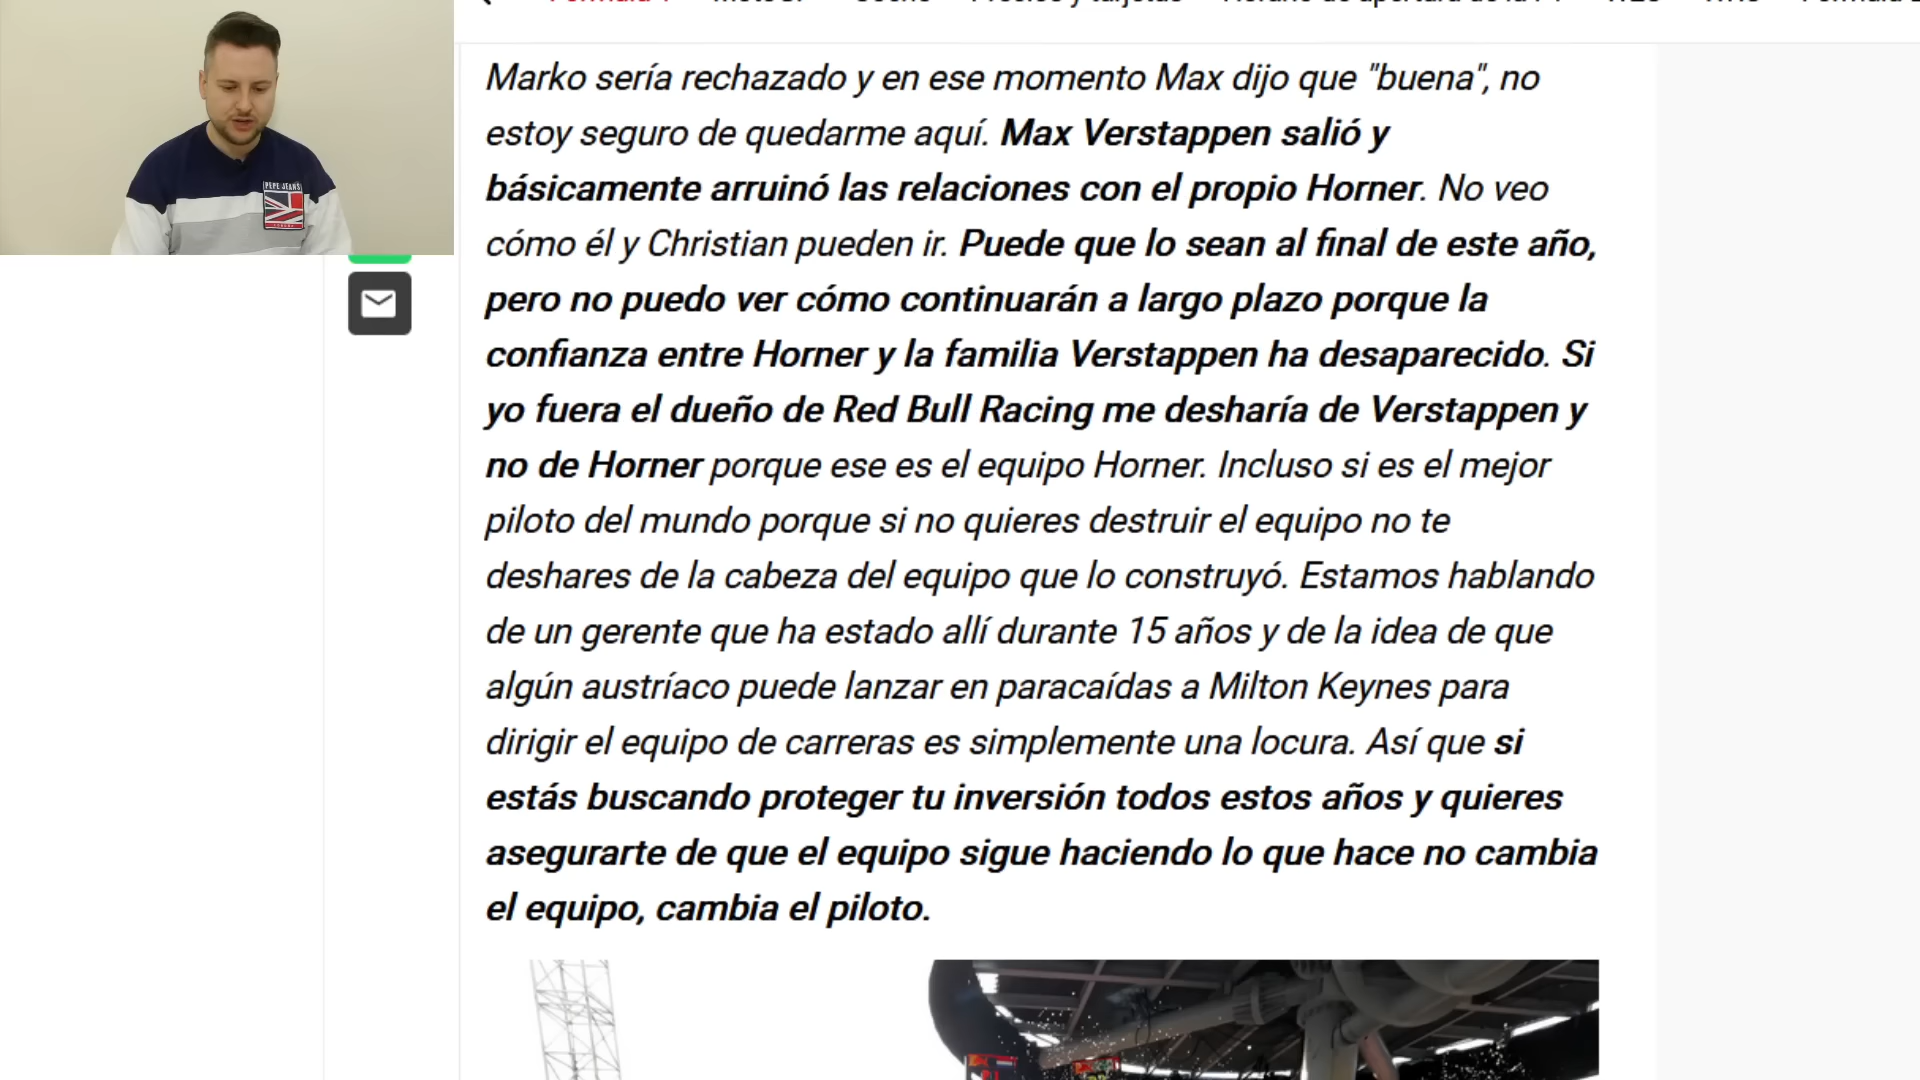 PEPE JEANS
Marko sería rechazado y en ese momento Max dijo que "buena", no
estoy seguro de quedarme aquí. Max Verstappen salió y
básicamente arruinó las relaciones con el propio Horner. No veo
cómo él y Christian pueden ir. Puede que lo sean al final de este año,
pero no puedo ver cómo continuarán a largo plazo porque la
confianza entre Horner y la familia Verstappen ha desaparecido. Si
yo fuera el dueño de Red Bull Racing me desharía de Verstappen y
no de Horner porque ese es el equipo Horner. Incluso si es el mejor
piloto del mundo porque si no quieres destruir el equipo no te
deshares de la cabeza del equipo que lo construyó. Estamos hablando
de un gerente que ha estado allí durante 15 años y de la idea de que
algún austríaco puede lanzar en paracaídas a Milton Keynes para
dirigir el equipo de carreras es simplemente una locura. Así que si
estás buscando proteger tu inversión todos estos años y quieres
asegurarte de que el equipo sigue haciendo lo que hace no cambia
el equipo, cambia el piloto.